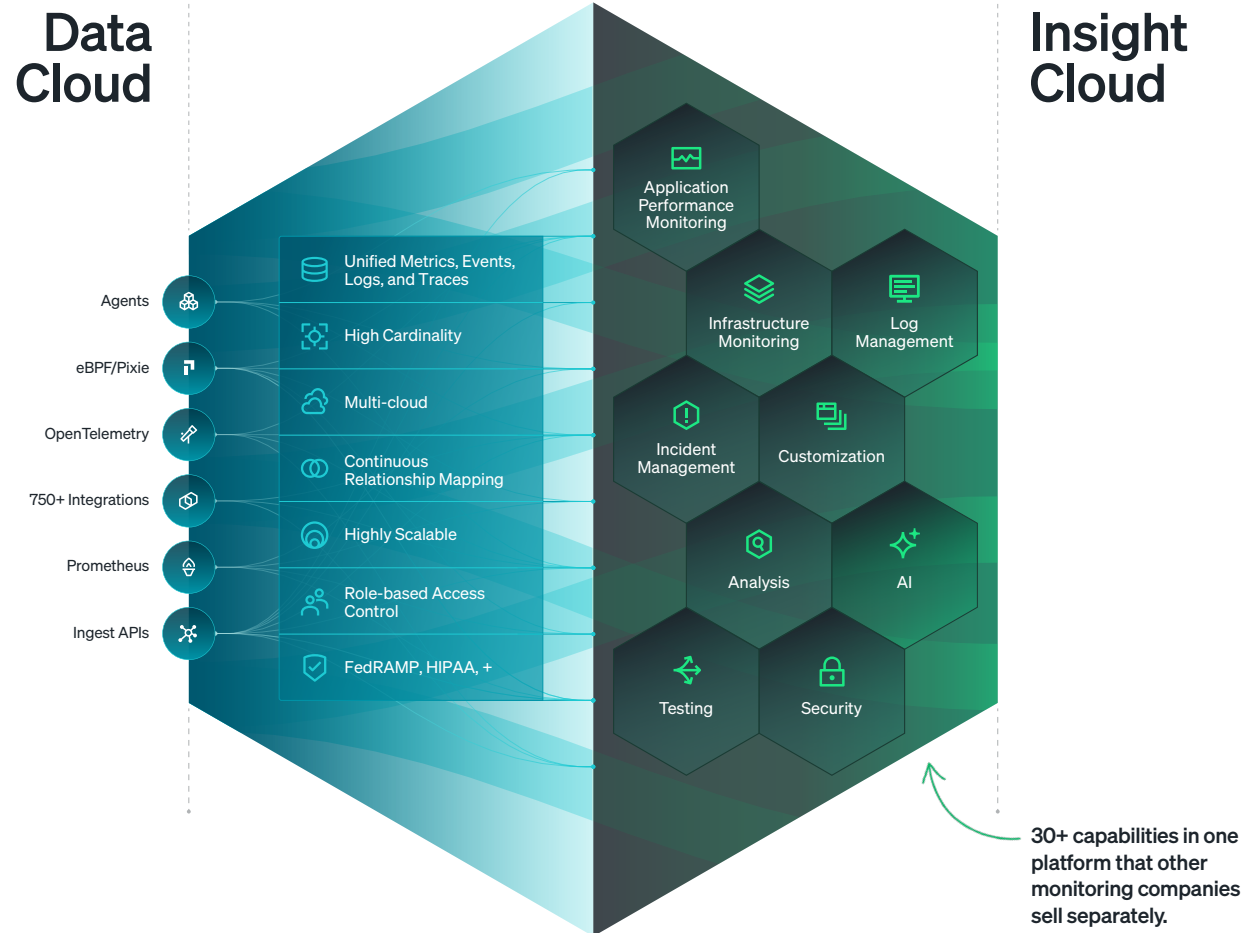 Data
Cloud
Insight
Cloud
Agents
eBPF/Pixie
OpenTelemetry
750+ Integrations
Prometheus
Ingest APIs
Unified Metrics, Events,
Logs, and Traces
High Cardinality
Multi-cloud
Continuous
Relationship Mapping
Highly Scalable
Role-based Access
Control
FedRAMP, HIPAA, +
Application
Performance
Monitoring
Infrastructure
Monitoring
Log
Management
Incident
Management
Customization
Analysis
AI
Testing
Security
30+ capabilities in one
platform that other
monitoring companies
sell separately.